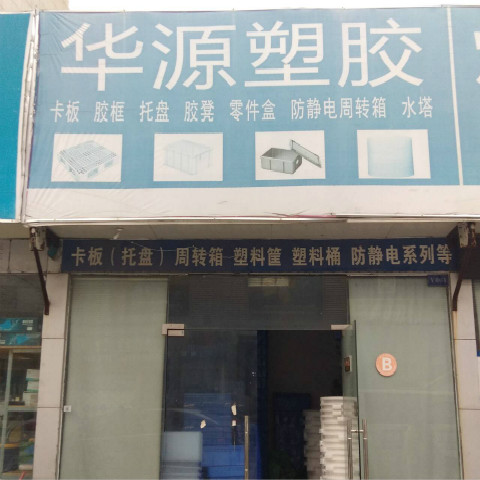 华源塑胶
卡板 胶框 托盘 胶凳 零件盒 防静电周转箱 水塔
卡板（托盘）周转箱 塑料筐 塑料桶 防静电系列等
B